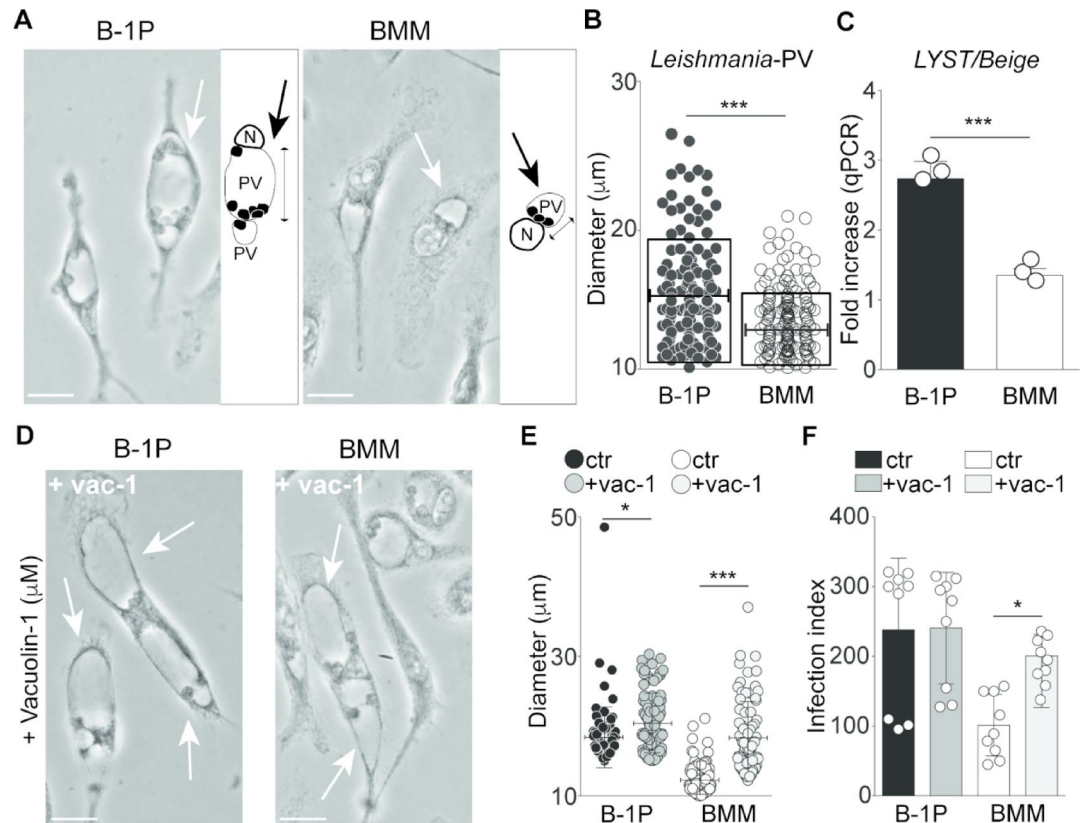 A
B-1P
BMM
N
PV
PV
PV
N
B
Leishmania-PV
***
Diameter (μm)
30
20
10
B-1P
BMM
C
LYST/Beige
***
Fold increase (qPCR)
4
3
2
1
0
B-1P
BMM
D
B-1P
BMM
+ Vacuolin-1 (μM)
+ vac-1
+ vac-1
E
ctr
ctr
+vac-1
+vac-1
*
***
Diameter (μm)
50
30
10
B-1P
BMM
F
ctr
ctr
+vac-1
+vac-1
*
Infection index
400
300
200
100
0
B-1P
BMM